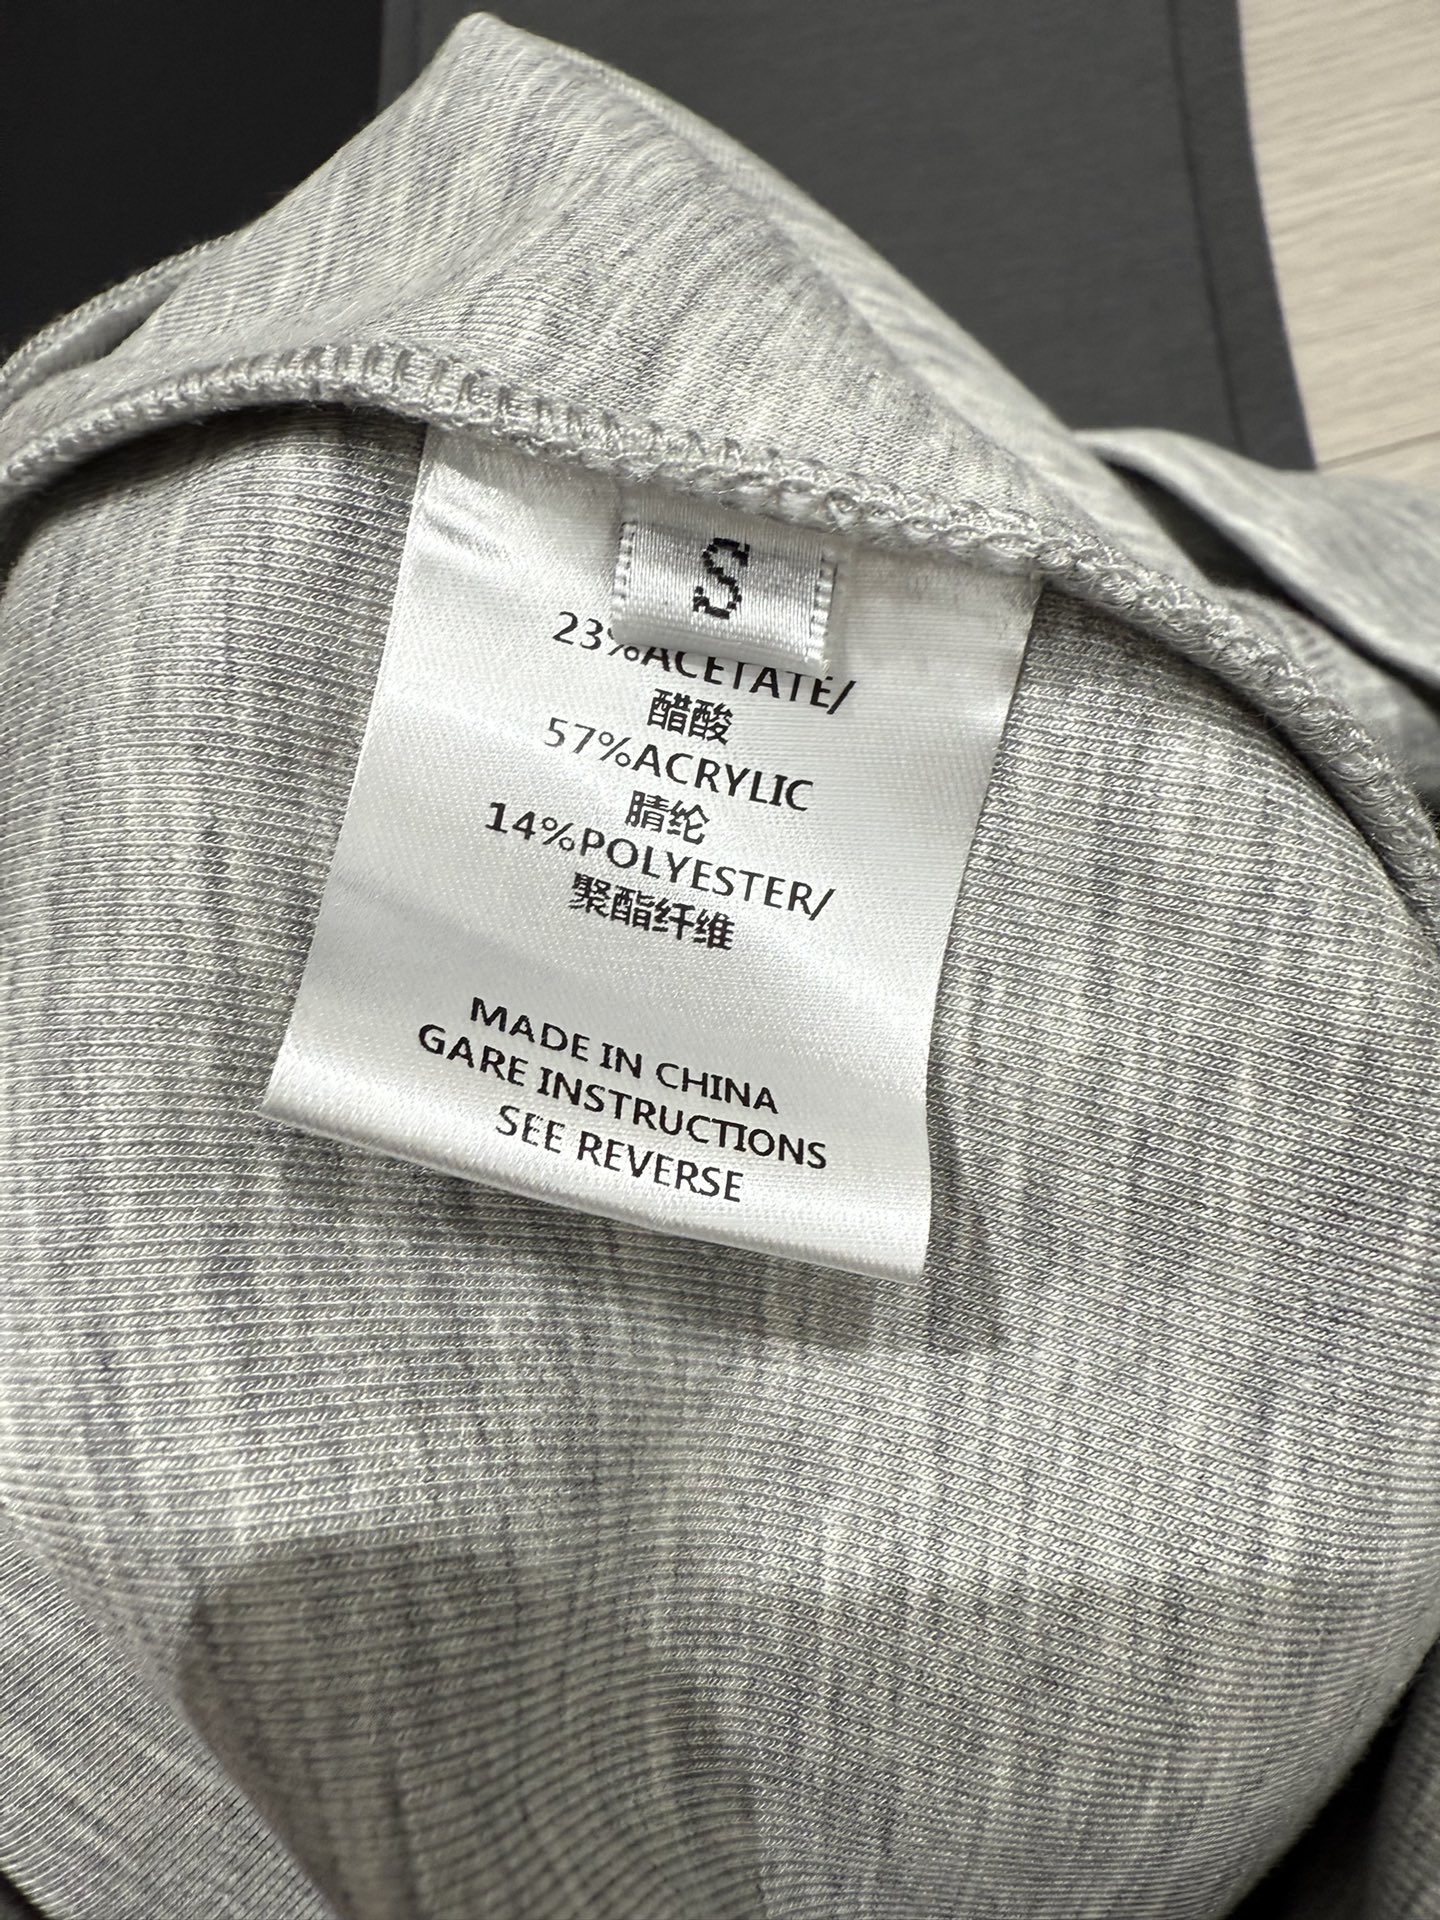 S
23%ACETATE/
醋酸
57%ACRYLIC
腈纶
14%POLYESTER/
聚酯纤维
MADE IN CHINA
GARE INSTRUCTIONS
SEE REVERSE